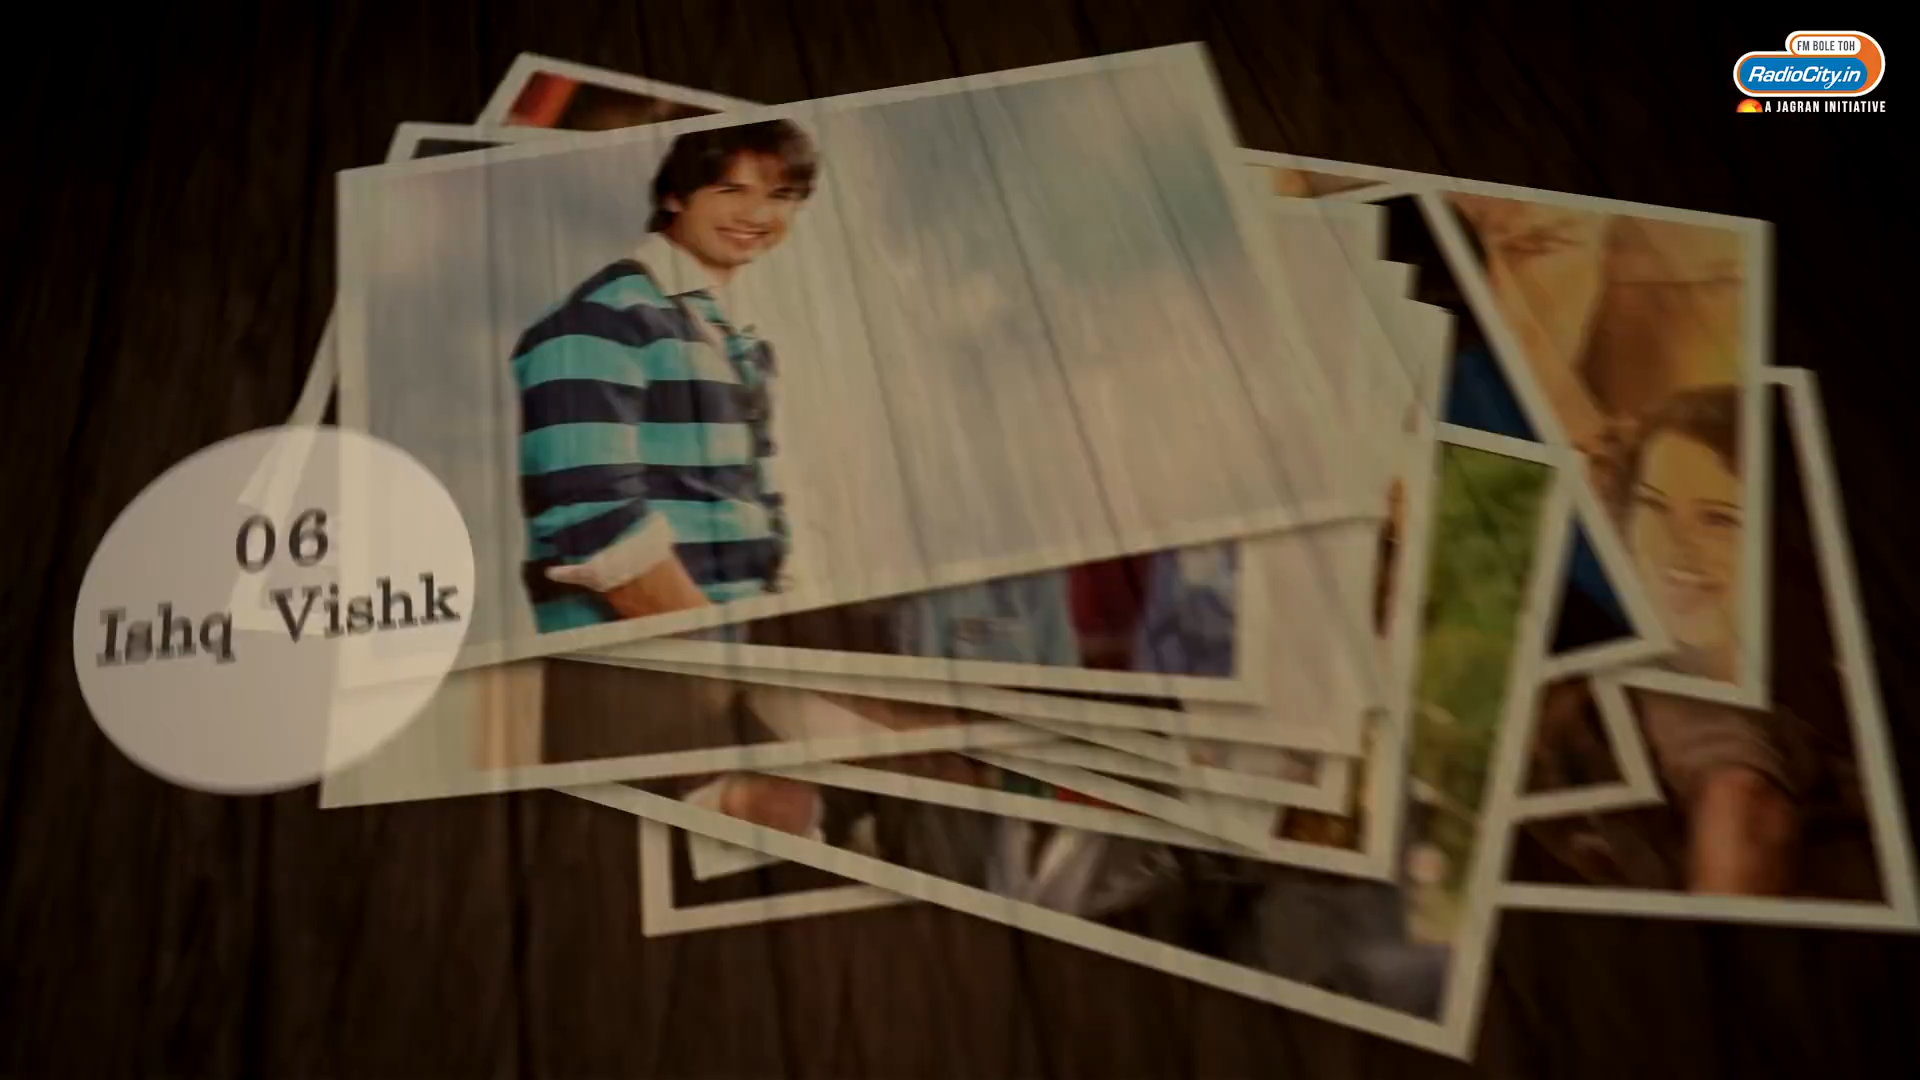 FM BOLE TOH
RadioCity.in
A JAGRAN INITIATIVE
06
Ishq Vishk